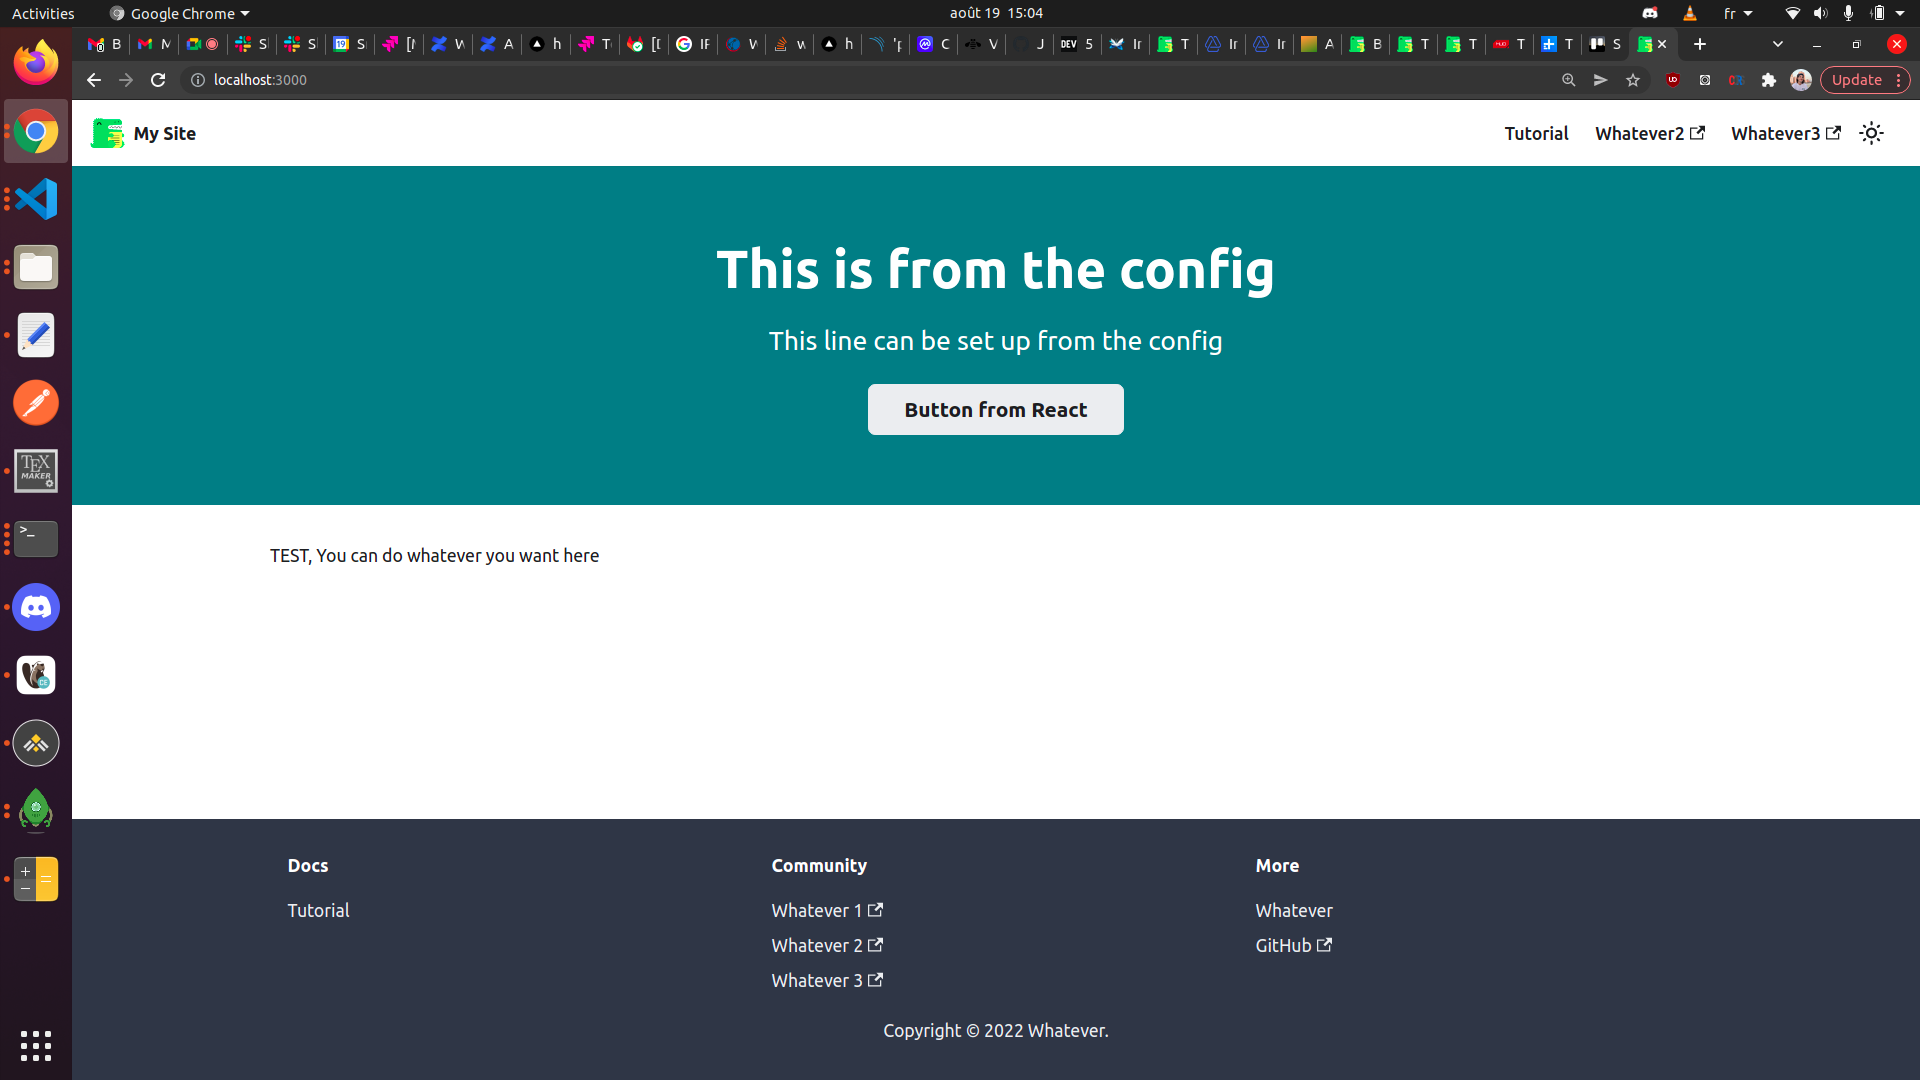 Activities Google Chrome août 19 15:04 fr
B M S S S [N W A h T [D IF W w h 'p C V J DEV 5 Ir T Ir Ir A B T T T T S
localhost:3000 Update
My Site Tutorial Whatever2 Whatever3
This is from the config
This line can be set up from the config
Button from React
TEST, You can do whatever you want here
Docs Community More
Tutorial Whatever 1 Whatever
Whatever 2 GitHub
Whatever 3
Copyright © 2022 Whatever.
TEX
MAKER